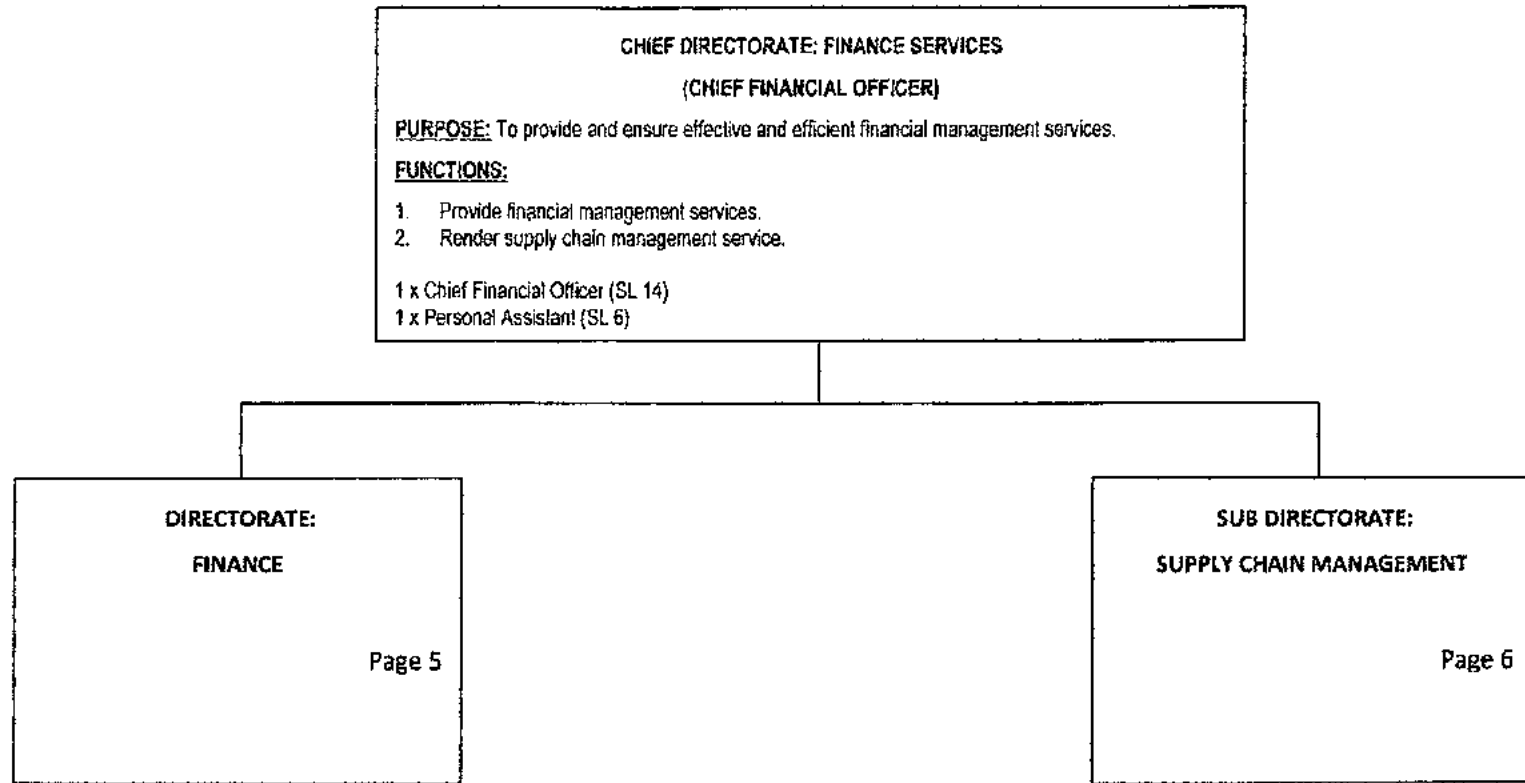 CHIEF DIRECTORATE: FINANCE SERVICES
(CHIEF FINANCIAL OFFICER)
PURPOSE: To provide and ensure effective and efficient financial management services.
FUNCTIONS:
1. Provide financial management services.
2. Render supply chain management service.
1 x Chief Financial Officer (SL 14)
1 x Personal Assistant (SL 6)
DIRECTORATE:
FINANCE
Page 5
SUB DIRECTORATE:
SUPPLY CHAIN MANAGEMENT
Page 6